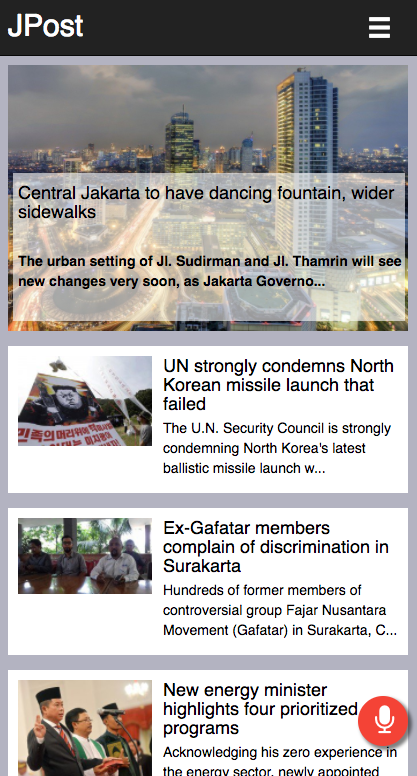 JPost
Central Jakarta to have dancing fountain, wider
sidewalks
The urban setting of Jl. Sudirman and Jl. Thamrin will see
new changes very soon, as Jakarta Governo...
UN strongly condemns North
Korean missile launch that
failed
The U.N. Security Council is strongly
condemning North Korea's latest
ballistic missile launch w...
Ex-Gafatar members
complain of discrimination in
Surakarta
Hundreds of former members of
controversial group Fajar Nusantara
Movement (Gafatar) in Surakarta, C...
New energy minister
highlights four prioritized
programs
Acknowledging his zero experience in
the energy sector, newly appointed